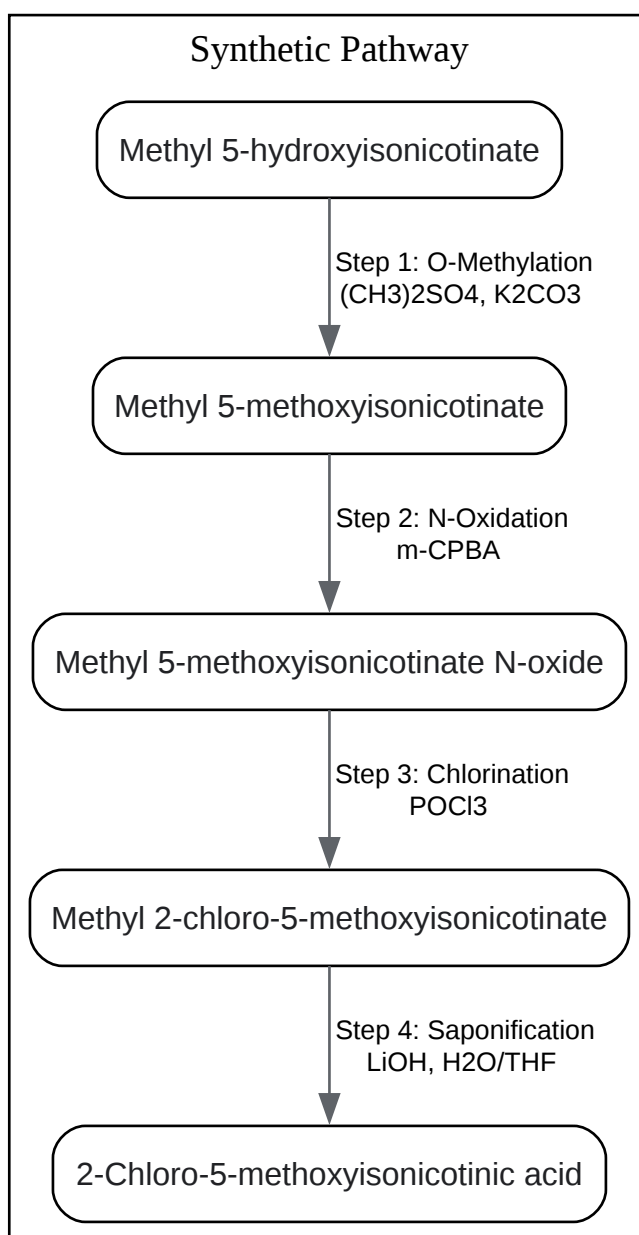 Synthetic Pathway
Methyl 5-hydroxyisonicotinate
Step 1: O-Methylation
(CH3)2SO4, K2CO3
Methyl 5-methoxyisonicotinate
Step 2: N-Oxidation
m-CPBA
Methyl 5-methoxyisonicotinate N-oxide
Step 3: Chlorination
POCl3
Methyl 2-chloro-5-methoxyisonicotinate
Step 4: Saponification
LiOH, H2O/THF
2-Chloro-5-methoxyisonicotinic acid